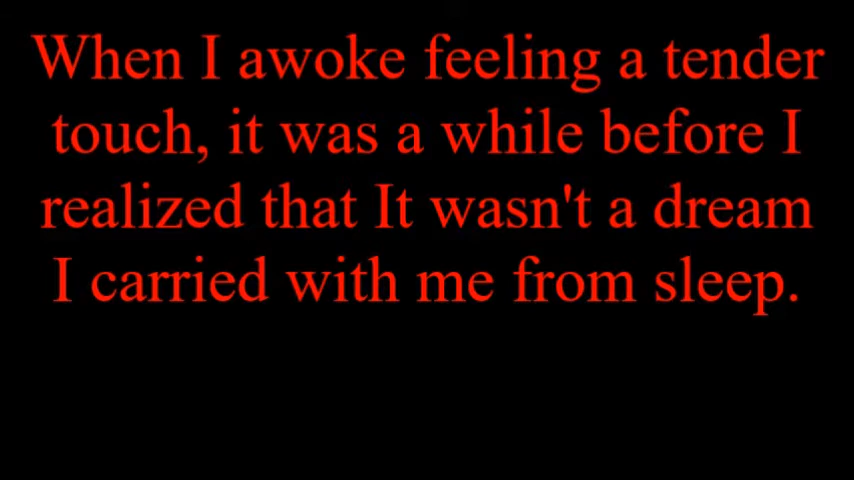 When I awoke feeling a tender
touch, it was a while before I
realized that It wasn't a dream
I carried with me from sleep.